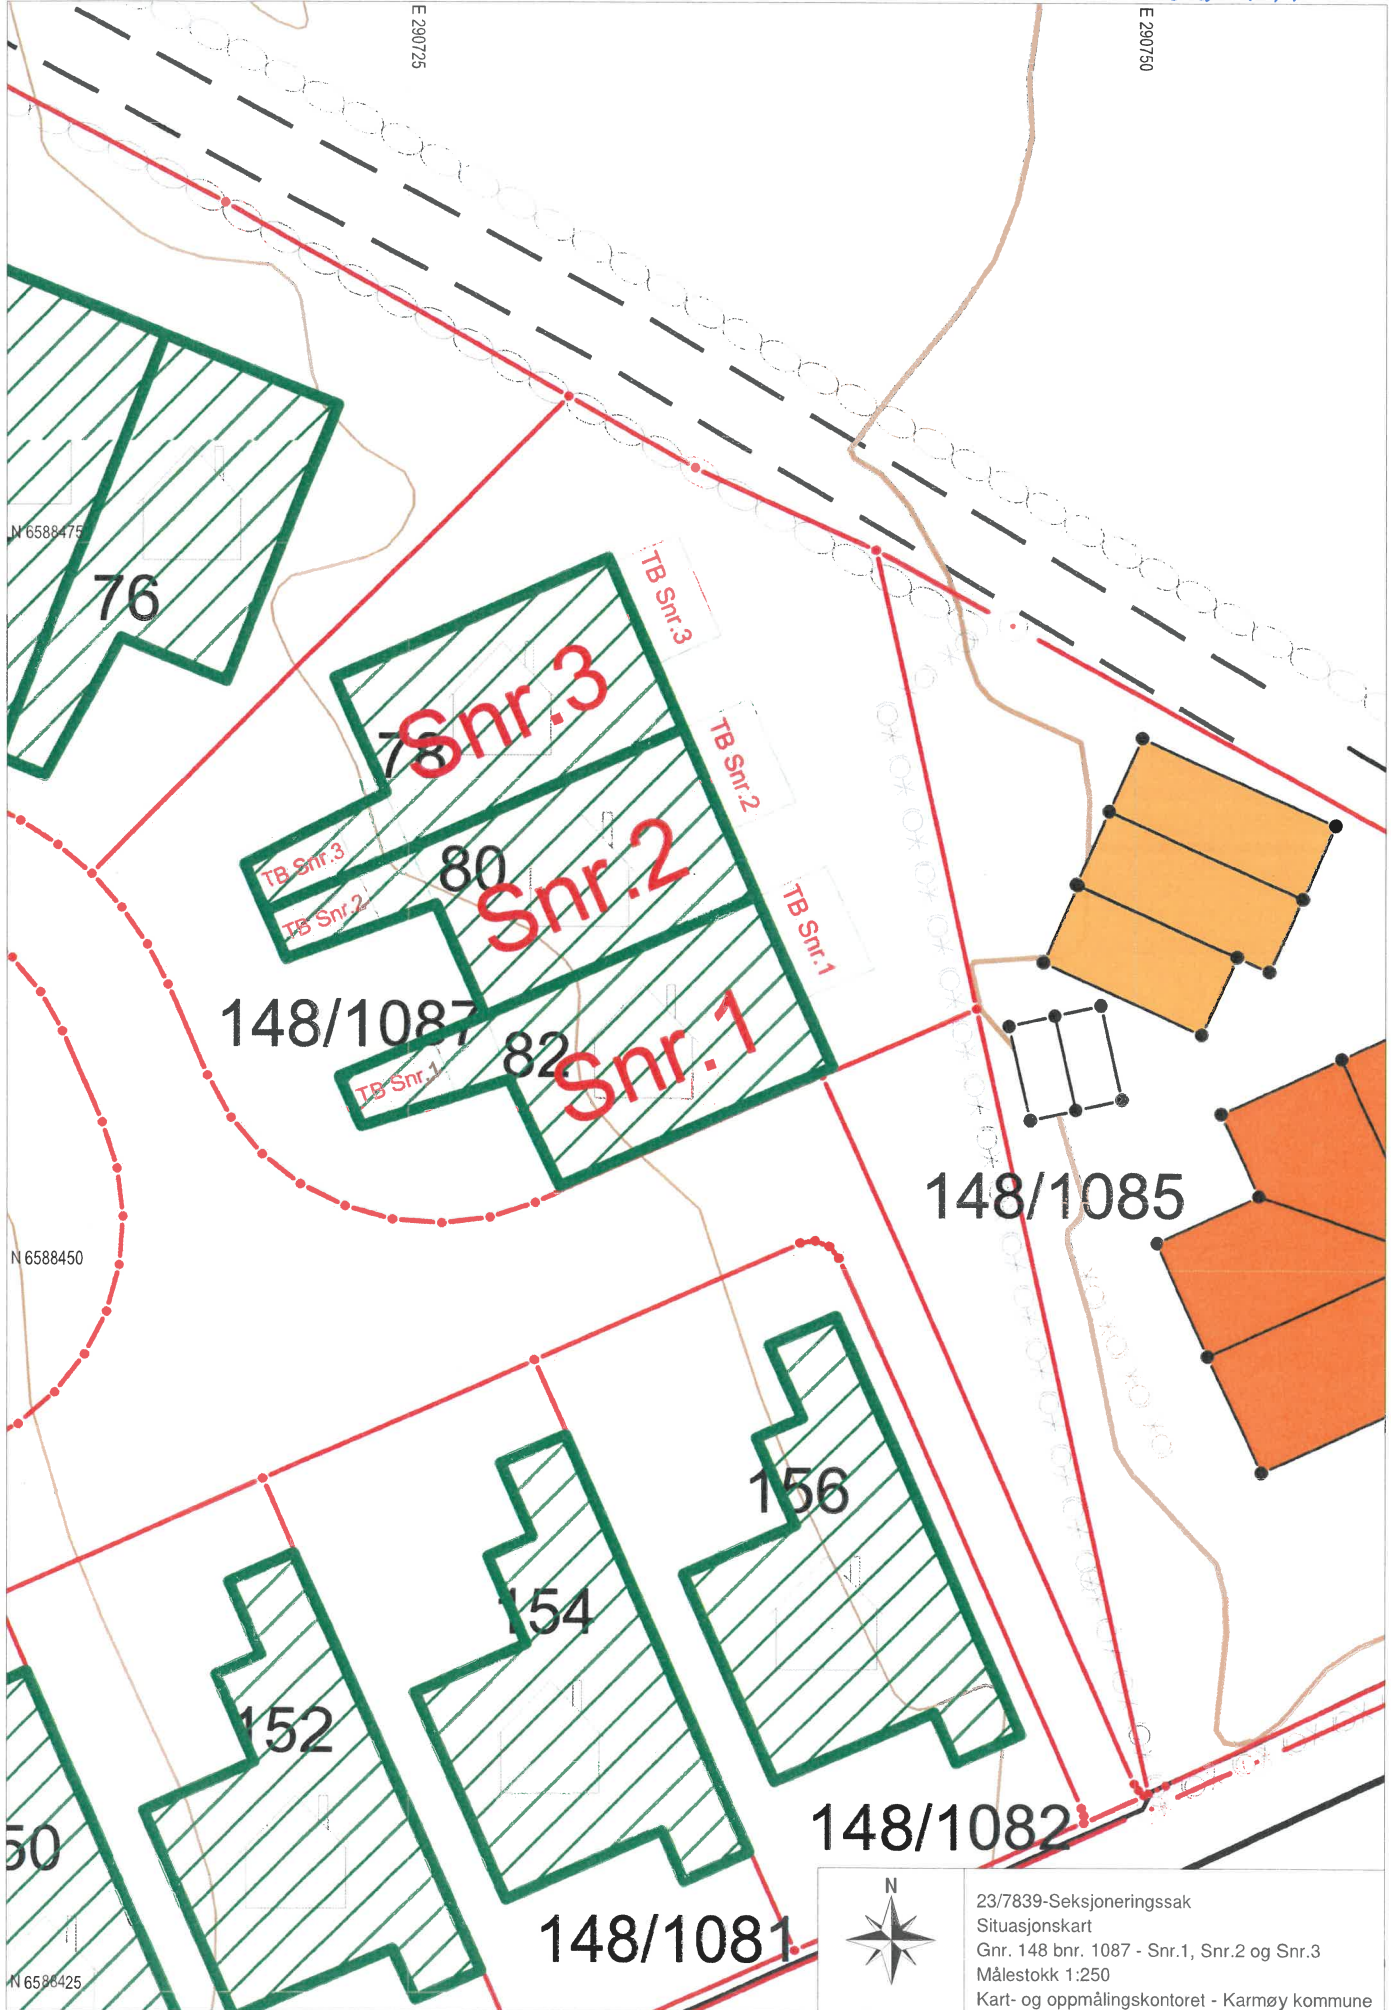 E 290725
E 290750
N 6588475
76
TB Snr.3
Snr.3
78
TB Snr.2
TB Snr.3
80
Snr.2
TB Snr.2
TB Snr.1
148/1087
82
Snr.1
TB Snr.1
148/1085
N 6588450
156
154
152
50
148/1082
148/1081
N 6588425
N
23/7839-Seksjoneringssak
Situasjonskart
Gnr. 148 bnr. 1087 - Snr.1, Snr.2 og Snr.3
Målestokk 1:250
Kart- og oppmålingskontoret - Karmøy kommune